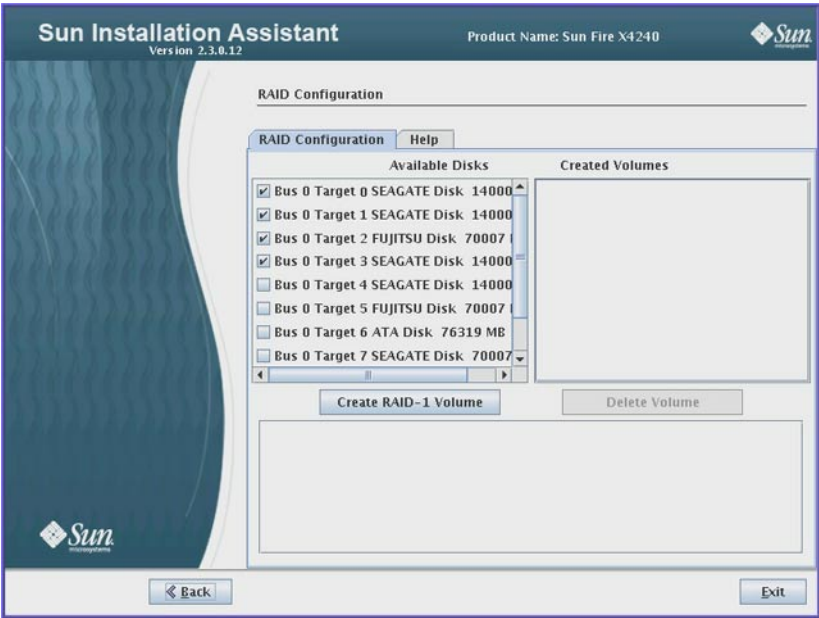 Sun Installation Assistant
Version 2.3.0.12
Product Name: Sun Fire X4240
Sun
microsystems
RAID Configuration
RAID Configuration Help
Available Disks
Created Volumes
Bus 0 Target 0 SEAGATE Disk 14000
Bus 0 Target 1 SEAGATE Disk 14000
Bus 0 Target 2 FUJITSU Disk 70007
Bus 0 Target 3 SEAGATE Disk 14000
Bus 0 Target 4 SEAGATE Disk 14000
Bus 0 Target 5 FUJITSU Disk 70007
Bus 0 Target 6 ATA Disk 76319 MB
Bus 0 Target 7 SEAGATE Disk 70007
Create RAID-1 Volume
Delete Volume
Sun
microsystems
Back
Exit